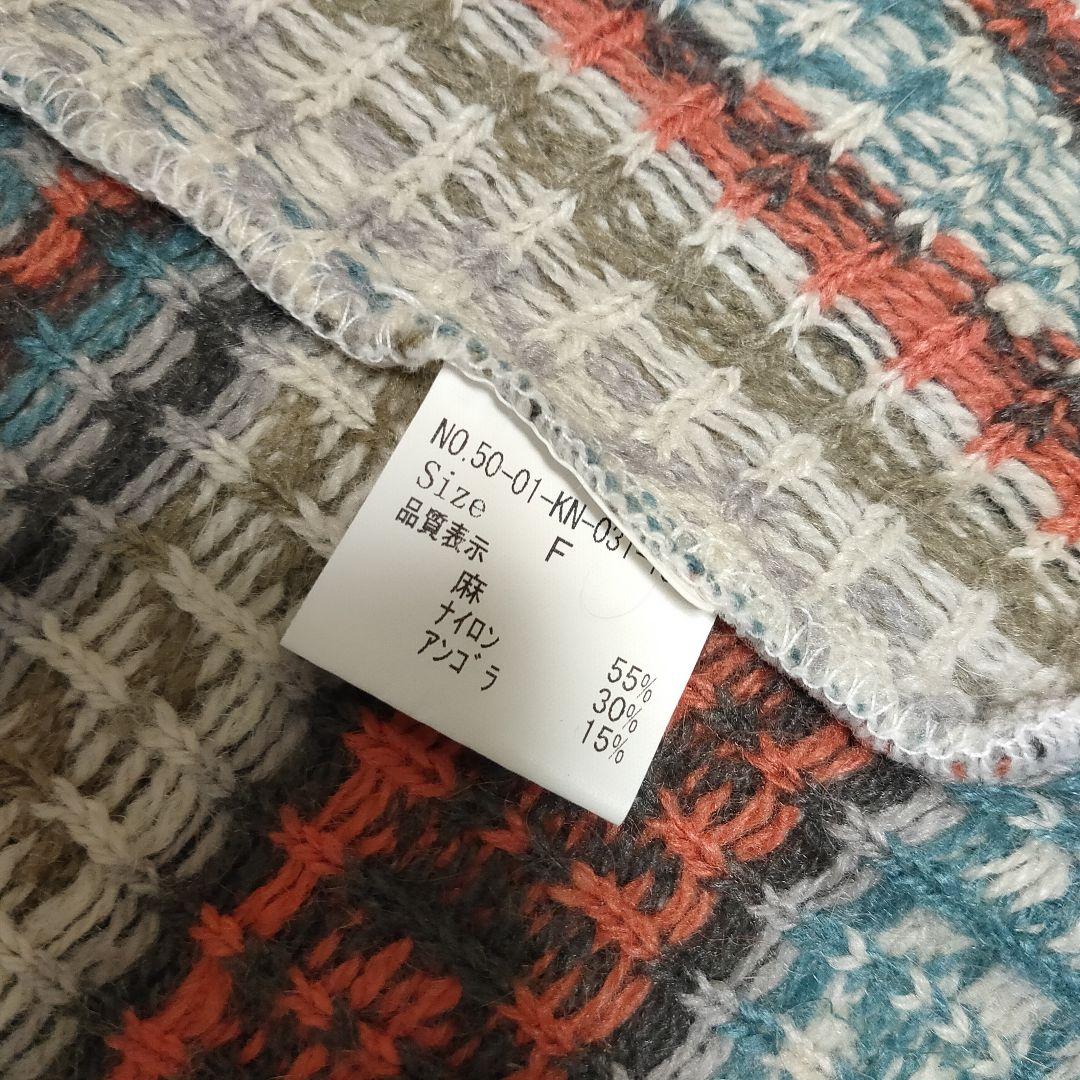 NO.50-01-KN-031-
Size F
品質表示
麻 55%
ナイロン 30%
アンゴラ 15%